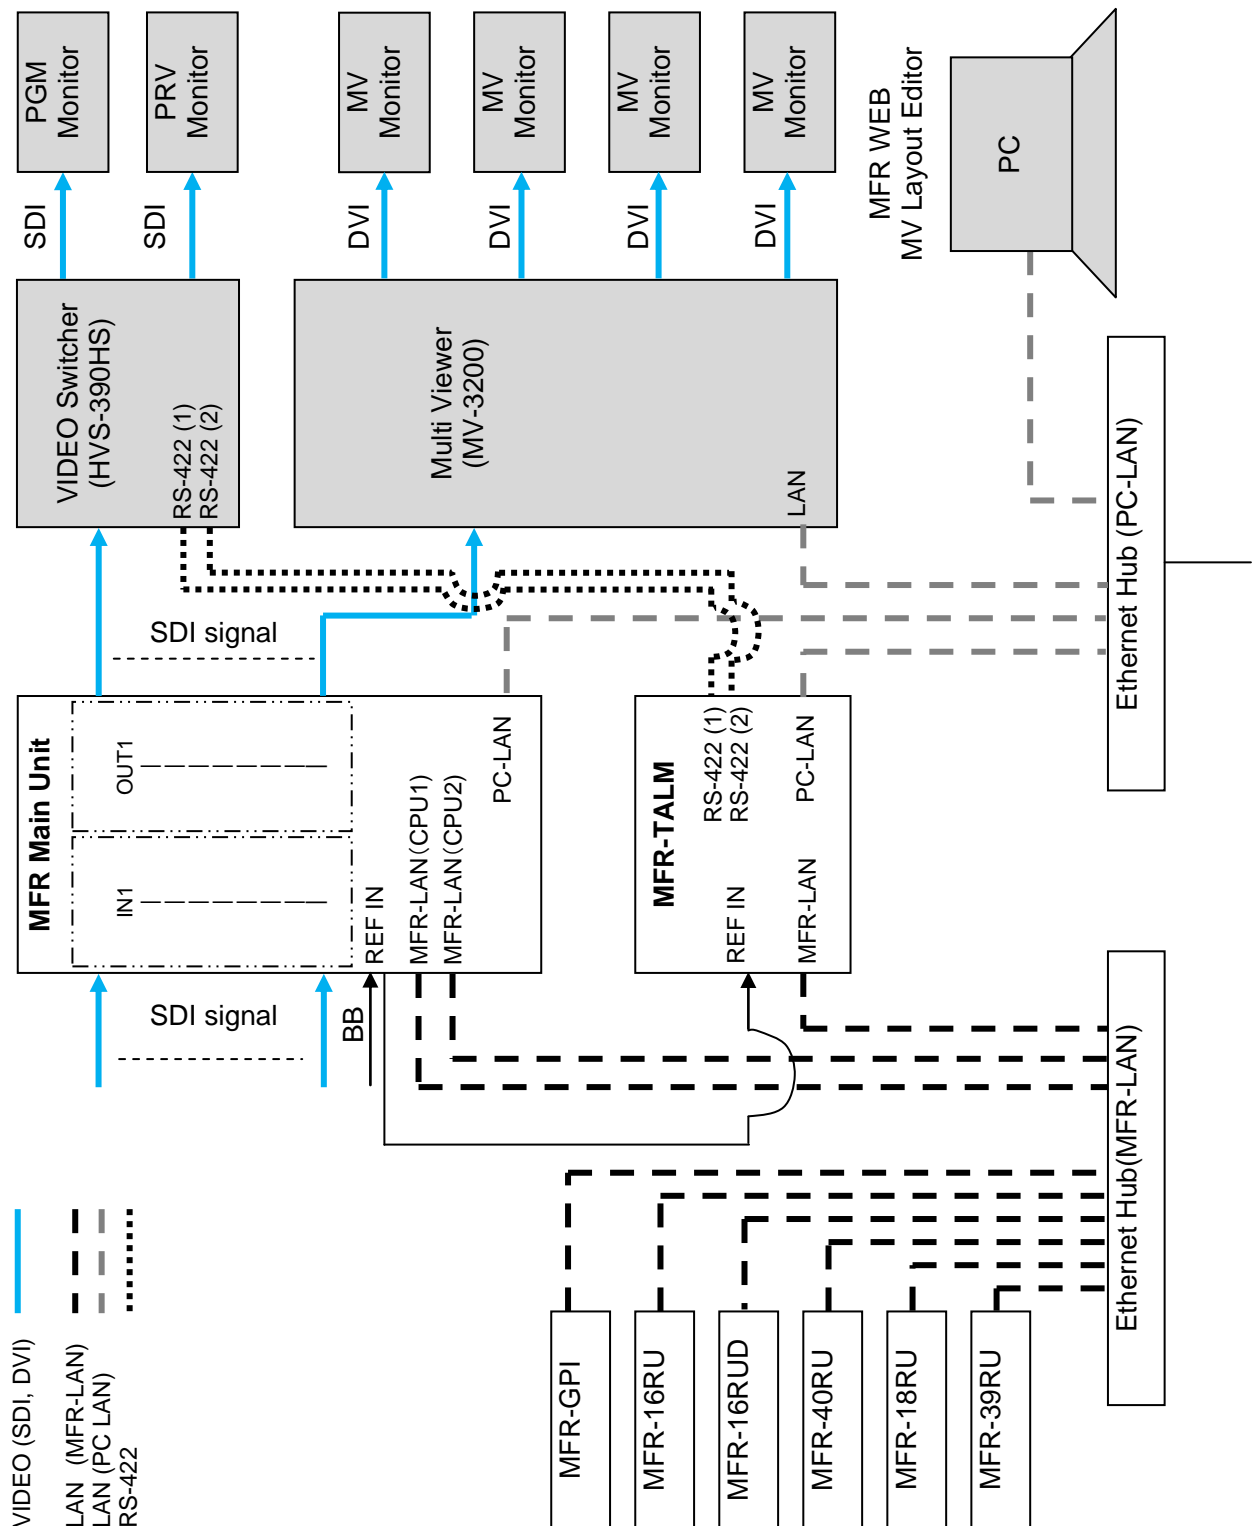 VIDEO (SDI, DVI)
LAN (MFR-LAN)
LAN (PC LAN)
RS-422
SDI signal
BB
MFR Main Unit
IN1
OUT1
REF IN
MFR-LAN(CPU1)
MFR-LAN(CPU2)
PC-LAN
SDI signal
VIDEO Switcher
(HVS-390HS)
RS-422 (1)
RS-422 (2)
SDI
SDI
PGM
Monitor
PRV
Monitor
Multi Viewer
(MV-3200)
LAN
DVI
DVI
DVI
DVI
MV
Monitor
MV
Monitor
MV
Monitor
MV
Monitor
MFR-TALM
REF IN
MFR-LAN
RS-422 (1)
RS-422 (2)
PC-LAN
MFR WEB
MV Layout Editor
PC
MFR-GPI
MFR-16RU
MFR-16RUD
MFR-40RU
MFR-18RU
MFR-39RU
Ethernet Hub(MFR-LAN)
Ethernet Hub (PC-LAN)